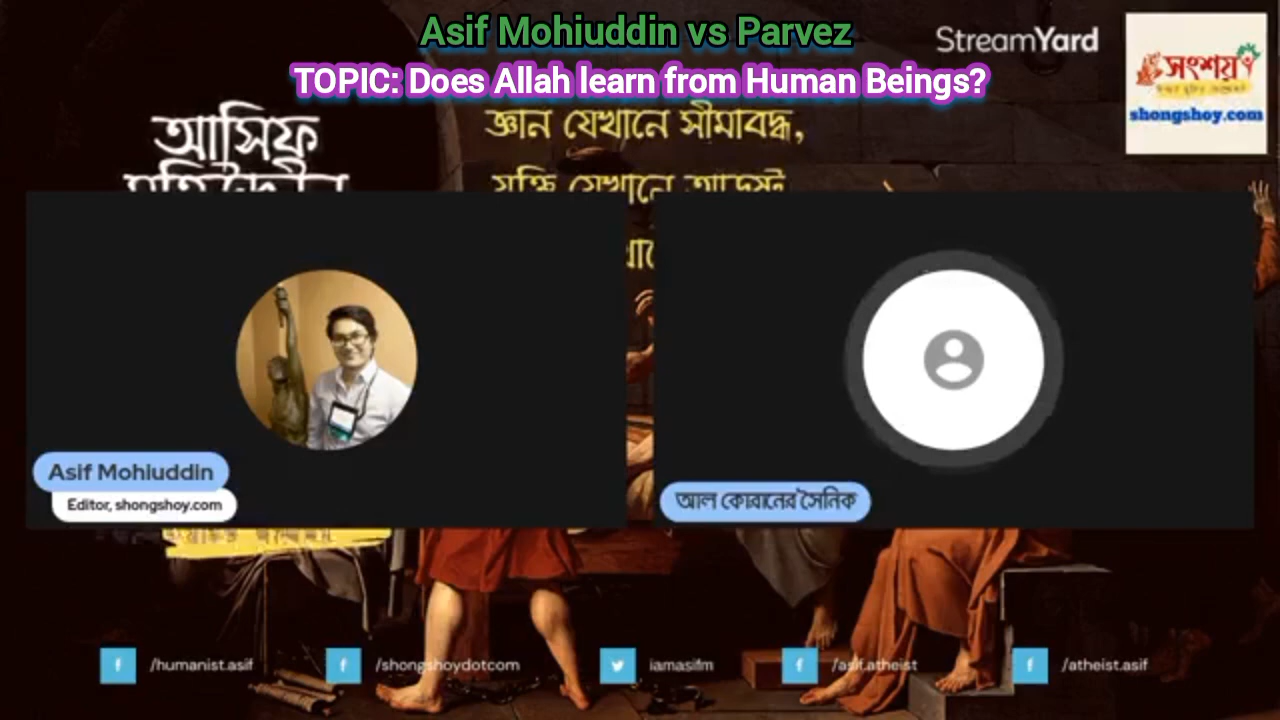 Asif Mohiuddin vs Parvez
TOPIC: Does Allah learn from Human Beings?
StreamYard
সংশয়
shongshoy.com
আসিফ
জ্ঞান যেখানে সীমাবদ্ধ,
যেখানে
Asif Mohiuddin
Editor, shongshoy.com
আল কোরানের সৈনিক
/humanist.asif
/shongshoydotcom
iamasifm
/asif.atheist
/atheist.asif